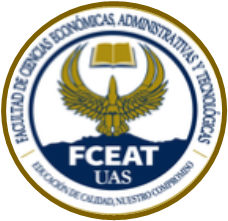 FACULTAD DE CIENCIAS ECONÓMICAS, ADMINISTRATIVAS Y TECNOLÓGICAS
FCEAT
UAS
EDUCACIÓN DE CALIDAD, NUESTRO COMPROMISO